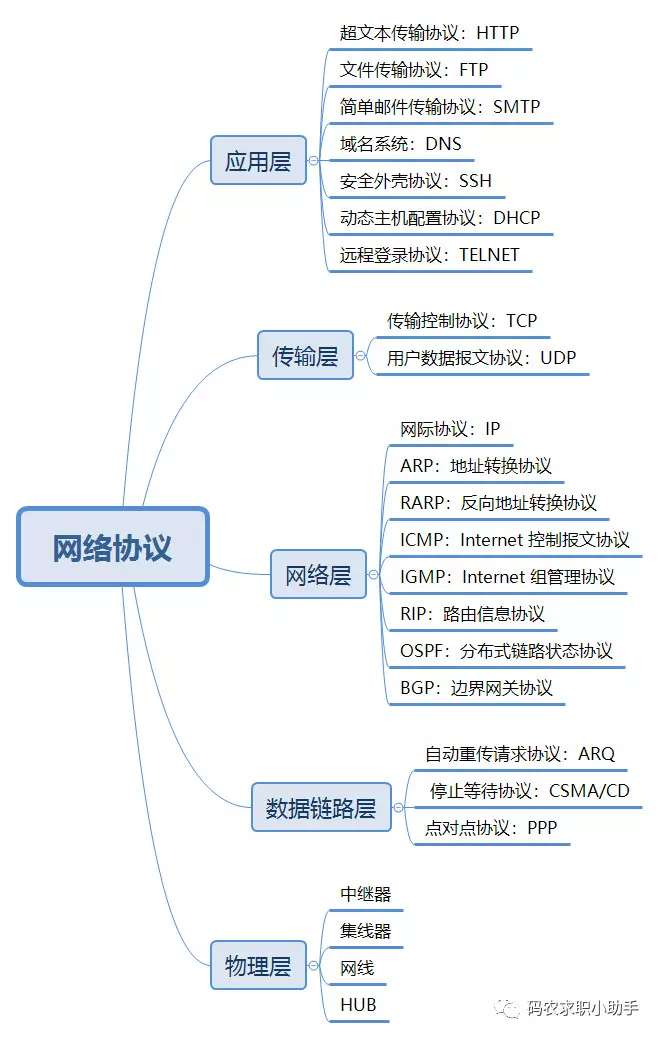 网络协议
应用层
超文本传输协议：HTTP
文件传输协议：FTP
简单邮件传输协议：SMTP
域名系统：DNS
安全外壳协议：SSH
动态主机配置协议：DHCP
远程登录协议：TELNET
传输层
传输控制协议：TCP
用户数据报文协议：UDP
网络层
网际协议：IP
ARP：地址转换协议
RARP：反向地址转换协议
ICMP：Internet 控制报文协议
IGMP：Internet 组管理协议
RIP：路由信息协议
OSPF：分布式链路状态协议
BGP：边界网关协议
数据链路层
自动重传请求协议：ARQ
停止等待协议：CSMA/CD
点对点协议：PPP
物理层
中继器
集线器
网线
HUB
码农求职小助手